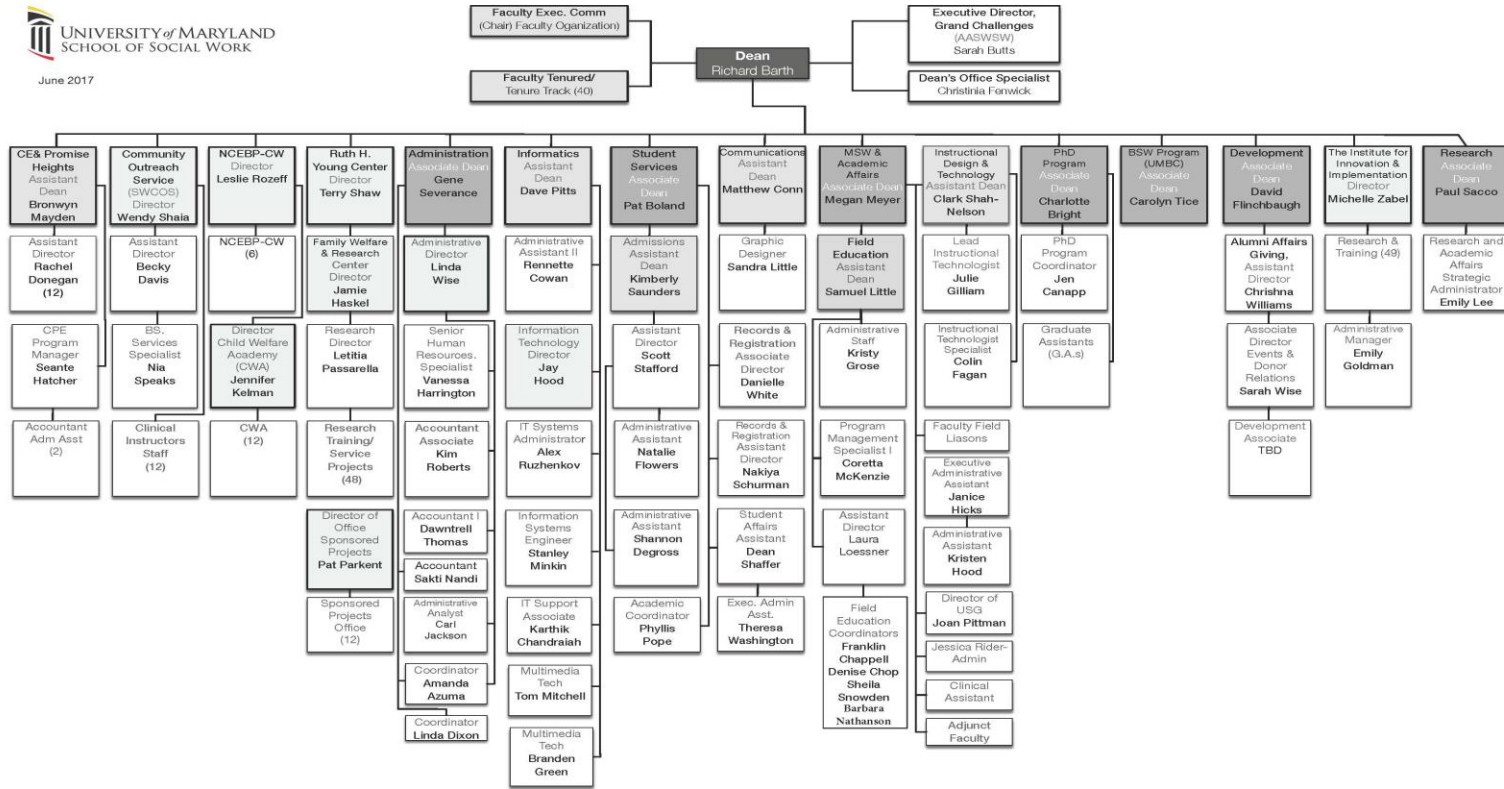 UNIVERSITY of MARYLAND
SCHOOL OF SOCIAL WORK
June 2017
Faculty Exec. Comm
(Chair) Faculty Oganization)
Faculty Tenured/
Tenure Track (40)
Dean
Richard Barth
Executive Director,
Grand Challenges
(AASWSW)
Sarah Butts
Dean's Office Specialist
Christinia Fenwick
CE& Promise
Heights
Assistant
Dean
Bronwyn
Mayden
Community
Outreach
Service
(SWCOS)
Director
Wendy Shaia
NCEBP-CW
Director
Leslie Rozeff
Ruth H.
Young Center
Director
Terry Shaw
Administration
Associate Dean
Gene
Severance
Informatics
Assistant
Dean
Dave Pitts
Student
Services
Associate
Dean
Pat Boland
Communications
Assistant
Dean
Matthew Conn
MSW &
Academic
Affairs
Associate Dean
Megan Meyer
Instructional
Design &
Technology
Assistant Dean
Clark Shah-
Nelson
PhD
Program
Associate
Dean
Charlotte
Bright
BSW Program
(UMBC)
Associate
Dean
Carolyn Tice
Development
Associate
Dean
David
Flinchbaugh
The Institute for
Innovation &
Implementation
Director
Michelle Zabel
Research
Associate
Dean
Paul Sacco
Assistant
Director
Rachel
Donegan
(12)
Assistant
Director
Becky
Davis
NCEBP-CW
(6)
Family Welfare
& Research
Center
Director
Jamie
Haskel
Administrative
Director
Linda
Wise
Administrative
Assistant II
Rennette
Cowan
Admissions
Assistant
Dean
Kimberly
Saunders
Graphic
Designer
Sandra Little
Field
Education
Assistant
Dean
Samuel Little
Lead
Instructional
Technologist
Julie
Gilliam
PhD
Program
Coordinator
Jen
Canapp
Alumni Affairs
Giving,
Assistant
Director
Chrishna
Williams
Research &
Training (49)
Research and
Academic
Affairs
Strategic
Administrator
Emily Lee
CPE
Program
Manager
Seante
Hatcher
BS.
Services
Specialist
Nia
Speaks
Director
Child Welfare
Academy
(CWA)
Jennifer
Kelman
Research
Director
Letitia
Passarella
Senior
Human
Resources.
Specialist
Vanessa
Harrington
Information
Technology
Director
Jay
Hood
Assistant
Director
Scott
Stafford
Records &
Registration
Associate
Director
Danielle
White
Administrative
Staff
Kristy
Grose
Instructional
Technologist
Specialist
Colin
Fagan
Graduate
Assistants
(G.A.s)
Associate
Director
Events &
Donor
Relations
Sarah Wise
Administrative
Manager
Emily
Goldman
Accountant
Adm Asst
(2)
Clinical
Instructors
Staff
(12)
CWA
(12)
Research
Training/
Service
Projects
(48)
Accountant
Associate
Kim
Roberts
IT Systems
Administrator
Alex
Ruzhenkov
Administrative
Assistant
Natalie
Flowers
Records &
Registration
Assistant
Director
Nakiya
Schurman
Program
Management
Specialist I
Coretta
McKenzie
Faculty Field
Liasons
Executive
Administrative
Assistant
Janice
Hicks
Development
Associate
TBD
Director of
Office
Sponsored
Projects
Pat Parkent
Accountant I
Dawntrell
Thomas
Accountant
Sakti Nandi
Information
Systems
Engineer
Stanley
Minkin
Administrative
Assistant
Shannon
Degross
Student
Affairs
Assistant
Dean
Shaffer
Assistant
Director
Laura
Loessner
Administrative
Assistant
Kristen
Hood
Sponsored
Projects
Office
(12)
Administrative
Analyst
Carl
Jackson
IT Support
Associate
Karthik
Chandraiah
Academic
Coordinator
Phyllis
Pope
Exec. Admin
Asst.
Theresa
Washington
Field
Education
Coordinators
Franklin
Chappell
Denise Chop
Sheila
Snowden
Barbara
Nathanson
Director of
USG
Joan Pittman
Jessica Rider-
Admin
Coordinator
Amanda
Azuma
Multimedia
Tech
Tom Mitchell
Clinical
Assistant
Coordinator
Linda Dixon
Multimedia
Tech
Branden
Green
Adjunct
Faculty